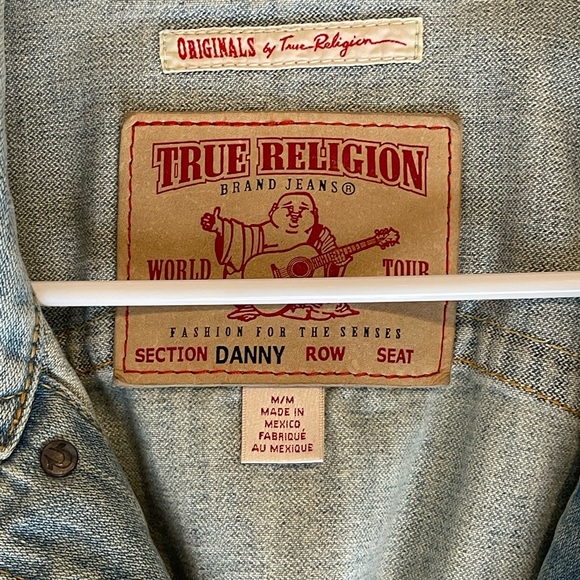 ORIGINALS by True Religion
TRUE RELIGION
BRAND JEANS®
WORLD TOUR
FASHION FOR THE SENSES
SECTION DANNY ROW SEAT
M/M
MADE IN
MEXICO
FABRIQUÉ
AU MEXIQUE